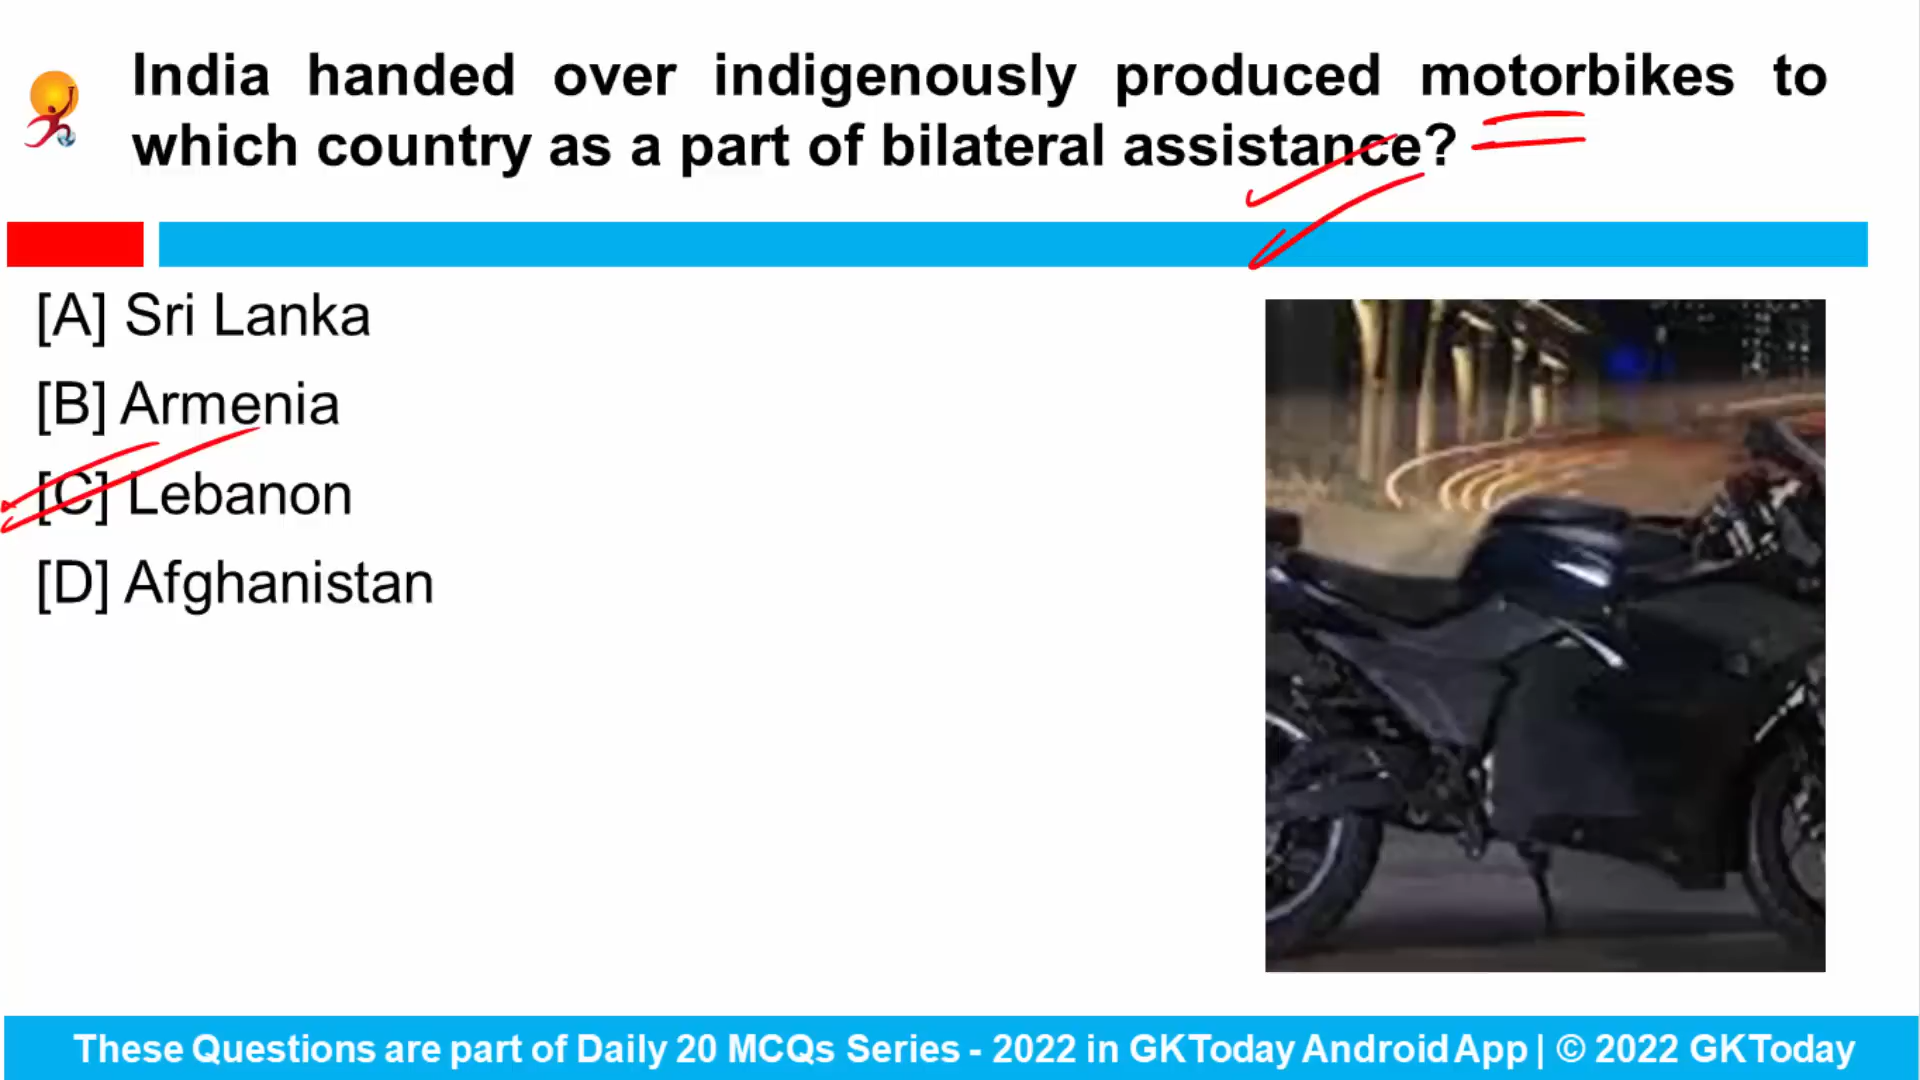 India handed over indigenously produced motorbikes to
which country as a part of bilateral assistance?
[A] Sri Lanka
[B] Armenia
[C] Lebanon
[D] Afghanistan
These Questions are part of Daily 20 MCQs Series - 2022 in GKToday Android App | © 2022 GKToday